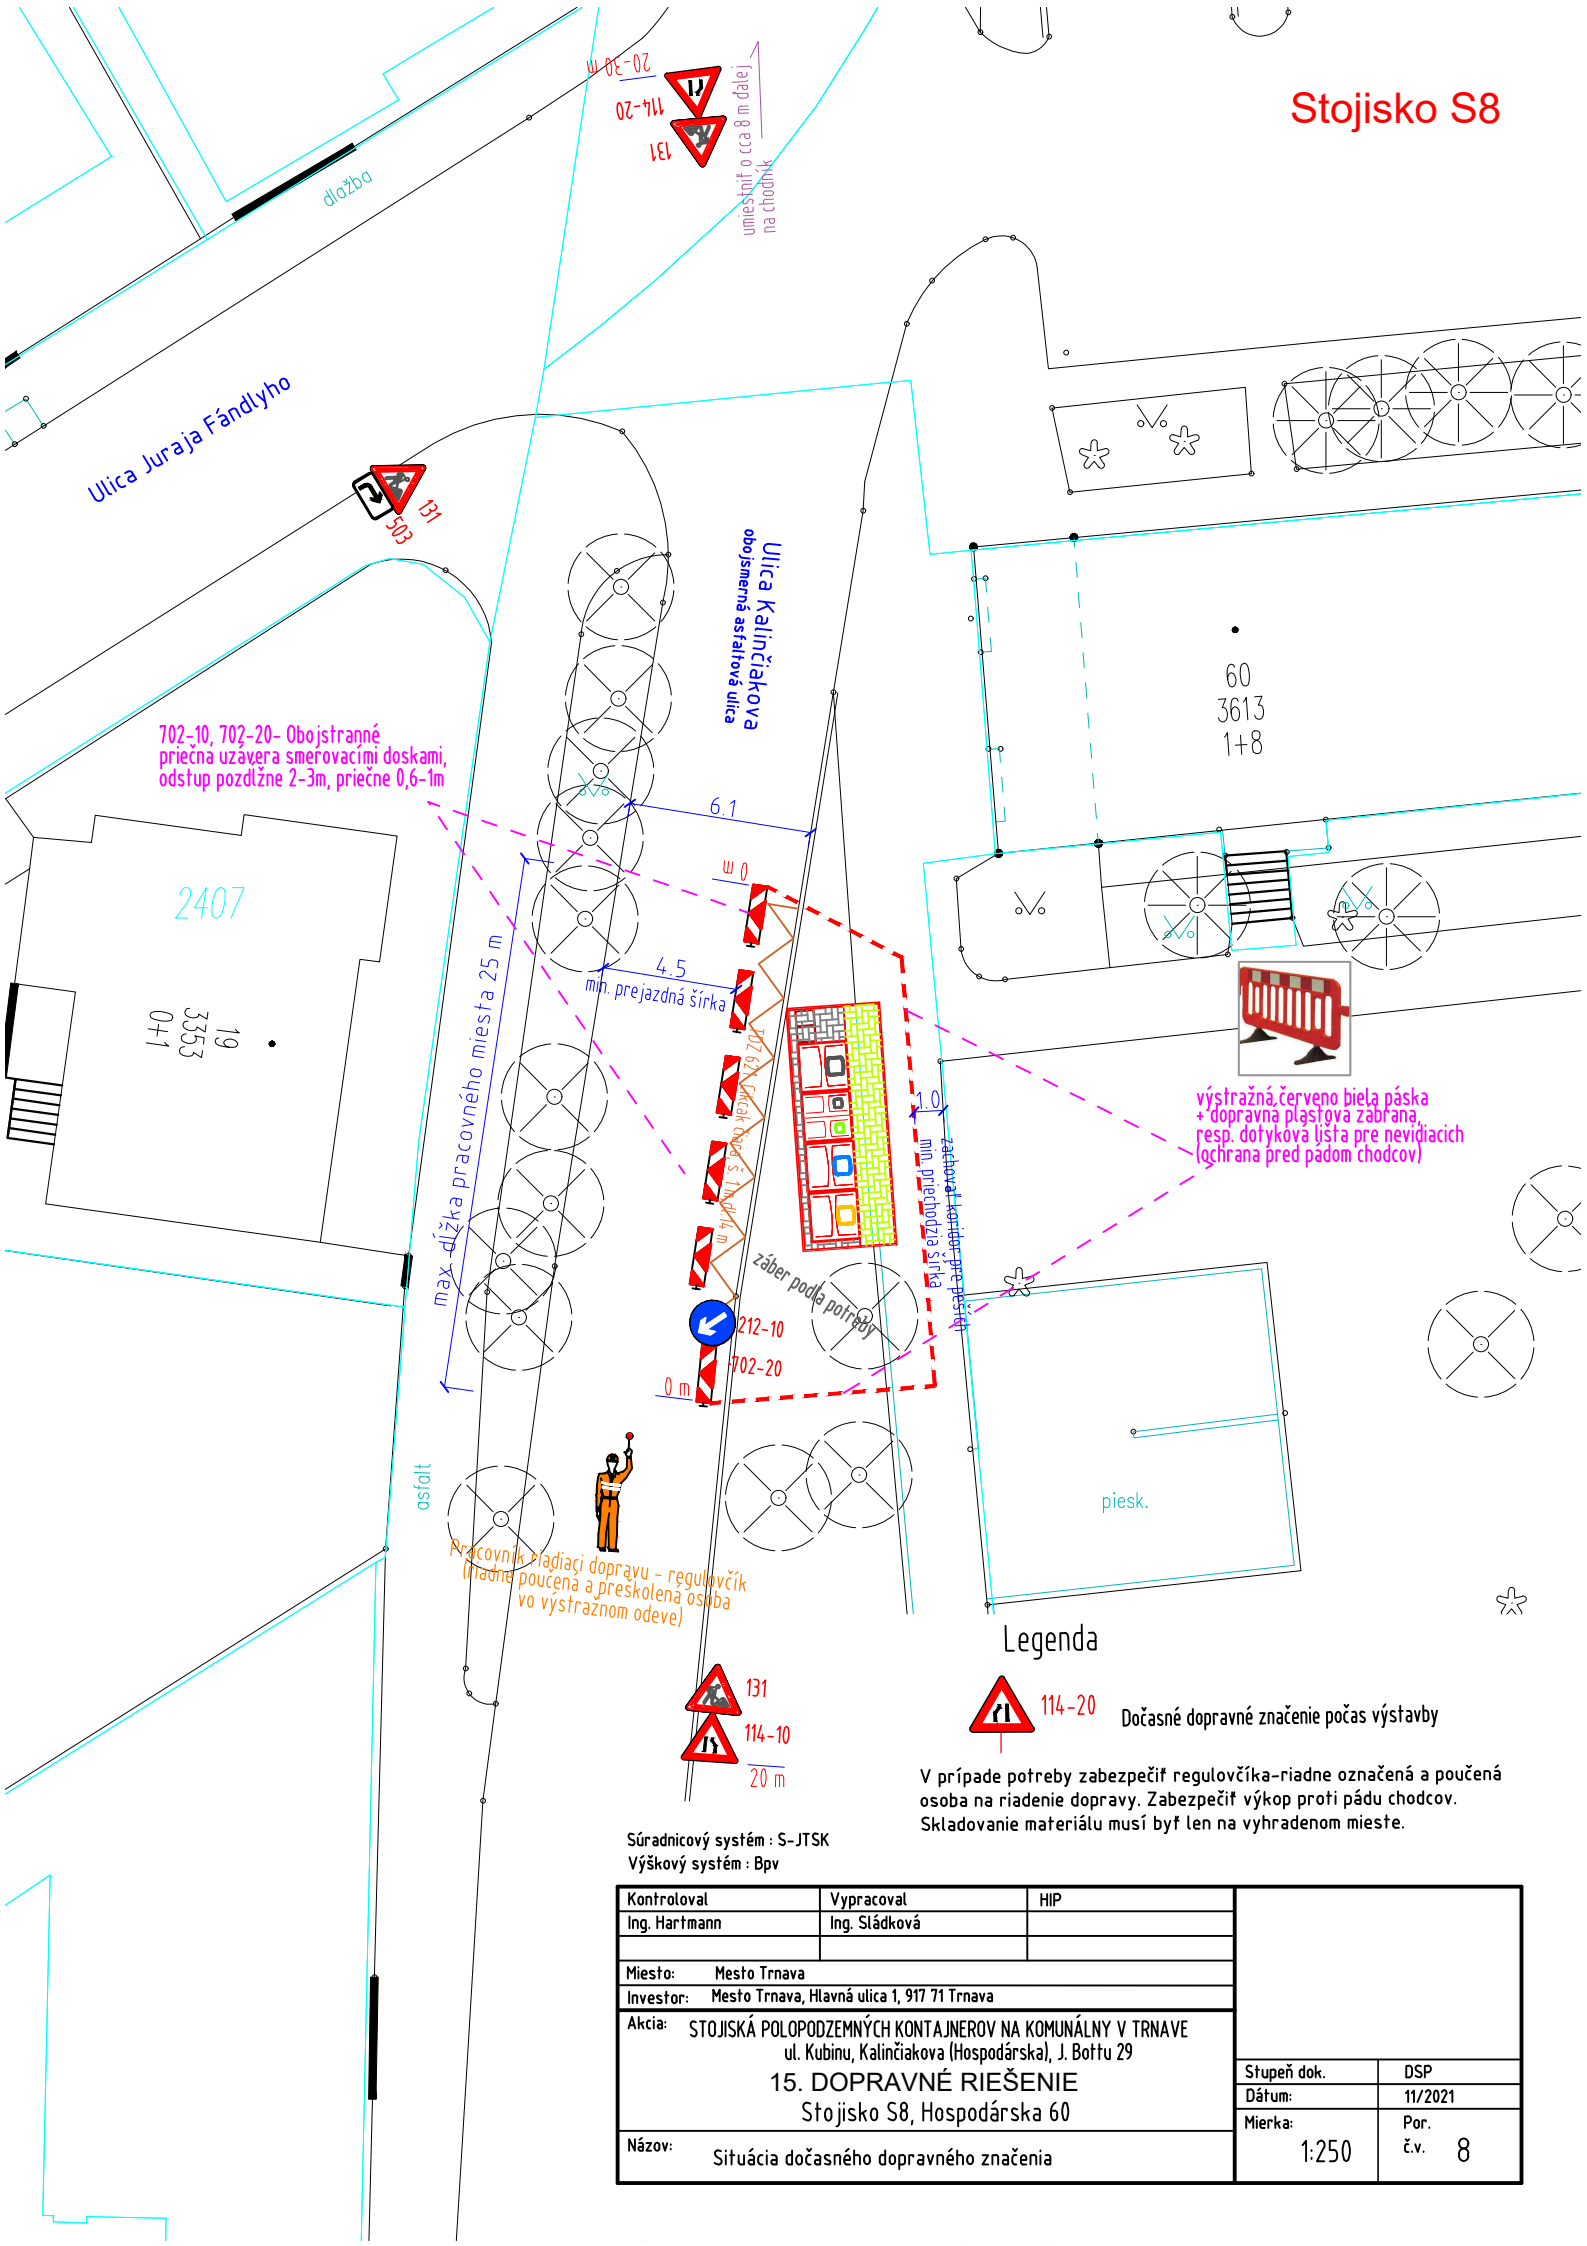 Stojisko S8
20-30 m
114-20
131
umiestniť o cca 8 m ďalej
na chodník
dlažba
Ulica Juraja Fándlyho
131
503
Ulica Kalinčiakova
obojsmerná asfaltová ulica
60
3613
1+8
702-10, 702-20- Obojstranné
priečna uzávera smerovacími doskami,
odstup pozdĺžne 2-3m, priečne 0,6-1m
6.1
0 m
2407
4.5
min. prejazdná šírka
19
3353
0+1
max. dĺžka pracovného miesta 25 m
1.0
zachovať koridor pre peších
min. priechodzia šírka
výstražná červeno biela páska
+ dopravná plastová zábrana,
resp. dotyková lišta pre nevidiacich
(ochrana pred pádom chodcov)
záber podľa potreby
212-10
702-20
0 m
asfalt
piesk.
Pracovník riadiaci dopravu - regulovčík
(riadne poučená a preškolená osoba
vo výstražnom odeve)
Legenda
131
114-10
20 m
114-20
Dočasné dopravné značenie počas výstavby
V prípade potreby zabezpečiť regulovčíka-riadne označená a poučená
osoba na riadenie dopravy. Zabezpečiť výkop proti pádu chodcov.
Skladovanie materiálu musí byť len na vyhradenom mieste.
Súradnicový systém : S-JTSK
Výškový systém : Bpv
Kontroloval Vypracoval HIP
Ing. Hartmann Ing. Sládková
Miesto: Mesto Trnava
Investor: Mesto Trnava, Hlavná ulica 1, 917 71 Trnava
Akcia: STOJISKÁ POLOPODZEMNÝCH KONTAJNEROV NA KOMUNÁLNY V TRNAVE
ul. Kubinu, Kalinčiakova (Hospodárska), J. Bottu 29
15. DOPRAVNÉ RIEŠENIE
Stojisko S8, Hospodárska 60
Názov: Situácia dočasného dopravného značenia
Stupeň dok. DSP
Dátum: 11/2021
Mierka: 1:250
Por.
č.v. 8